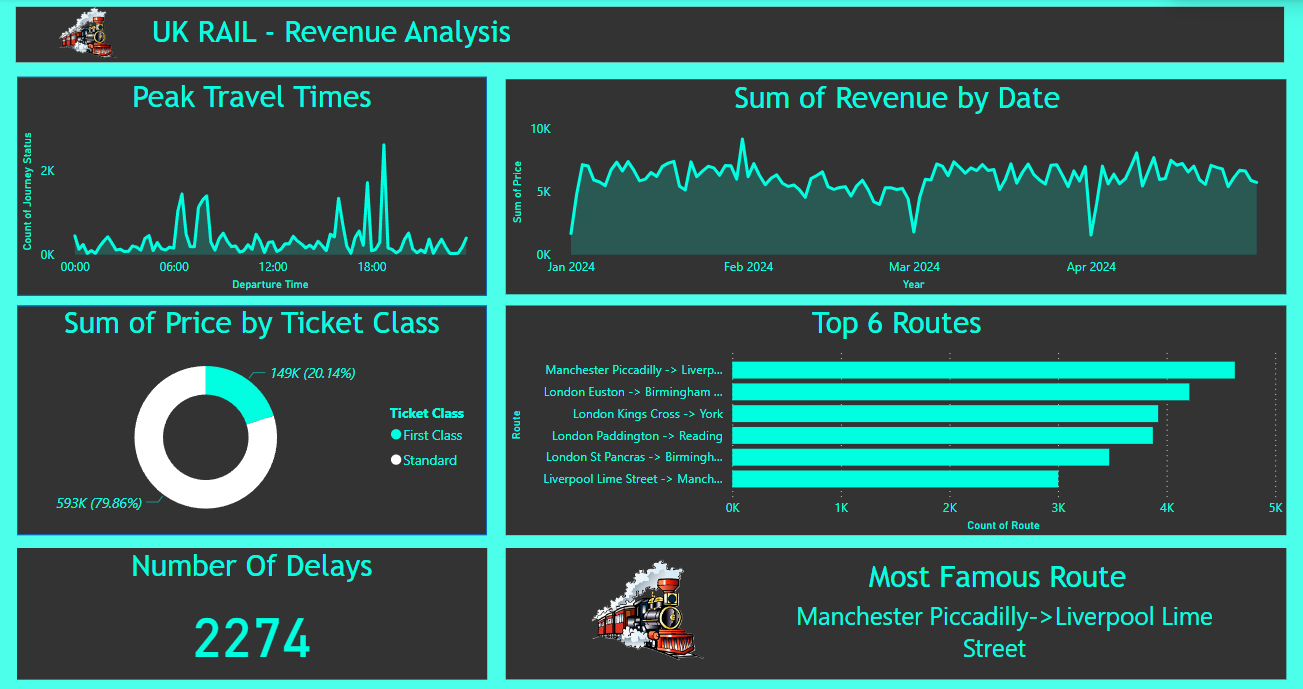 UK RAIL - Revenue Analysis
Peak Travel Times
Count of Journey Status
2K
0K
00:00 06:00 12:00 18:00
Departure Time
Sum of Revenue by Date
Sum of Price
10K
5K
0K
Jan 2024 Feb 2024 Mar 2024 Apr 2024
Year
Sum of Price by Ticket Class
149K (20.14%)
593K (79.86%)
Ticket Class
First Class
Standard
Top 6 Routes
Route
Manchester Piccadilly -> Liverp...
London Euston -> Birmingham ...
London Kings Cross -> York
London Paddington -> Reading
London St Pancras -> Birmingh...
Liverpool Lime Street -> Manch...
0K 1K 2K 3K 4K 5K
Count of Route
Number Of Delays
2274
Most Famous Route
Manchester Piccadilly->Liverpool Lime
Street